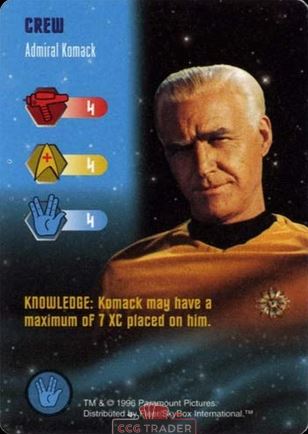 CREW
Admiral Komack
4
4
4
KNOWLEDGE: Komack may have a
maximum of 7 XC placed on him.
TM & © 1996 Paramount Pictures.
Distributed by Fleer/SkyBox International.™
CCG TRADER